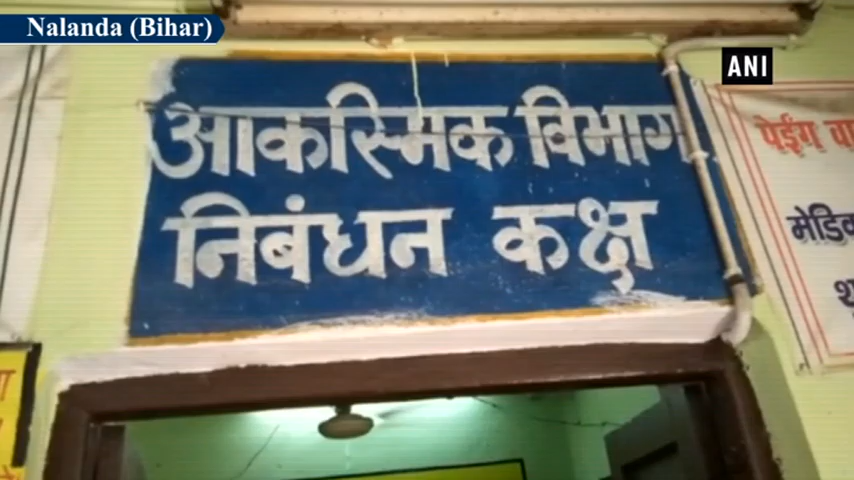 Nalanda (Bihar)
ANI
आकस्मिक विभाग
निबंधन कक्ष
पेईंग